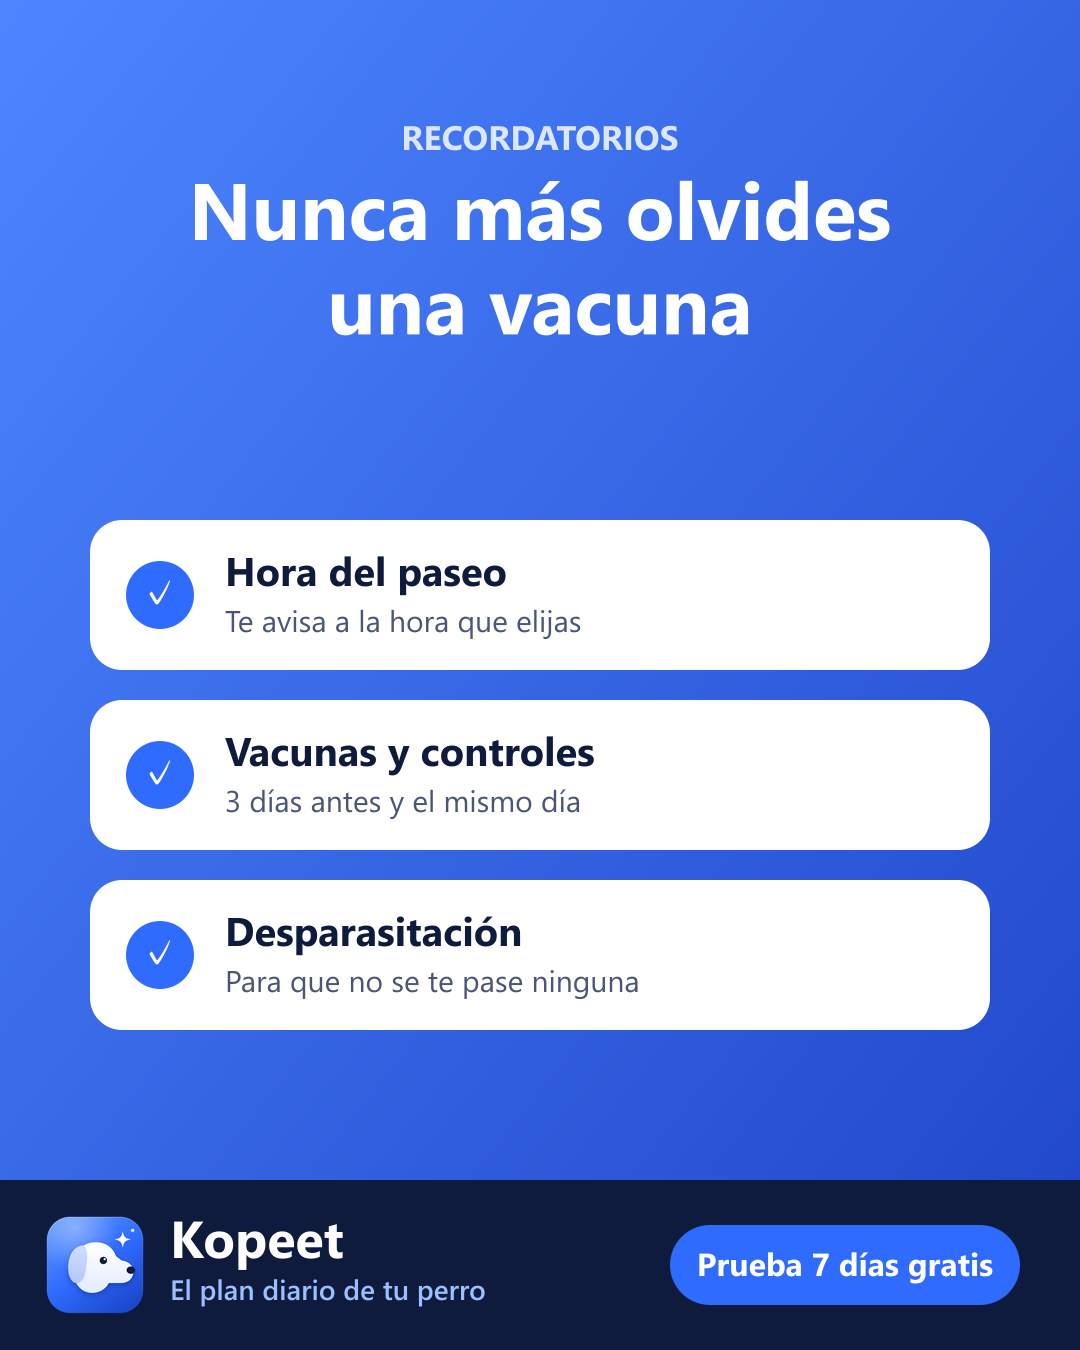 RECORDATORIOS
Nunca más olvides
una vacuna
Hora del paseo
Te avisa a la hora que elijas
Vacunas y controles
3 días antes y el mismo día
Desparasitación
Para que no se te pase ninguna
Kopeet
El plan diario de tu perro
Prueba 7 días gratis